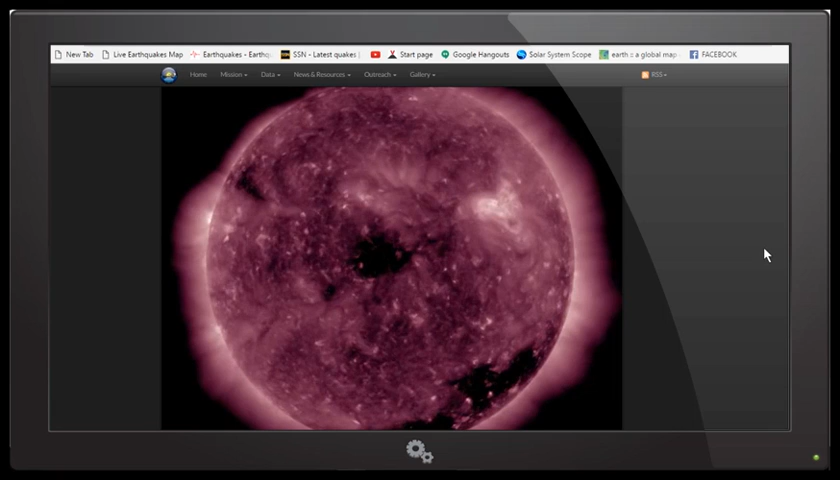 New Tab Live Earthquakes Map Earthquakes - Earthq SSN - Latest quakes | Start page Google Hangouts Solar System Scope earth :: a global map FACEBOOK
Home Mission Data News & Resources Outreach Gallery RSS